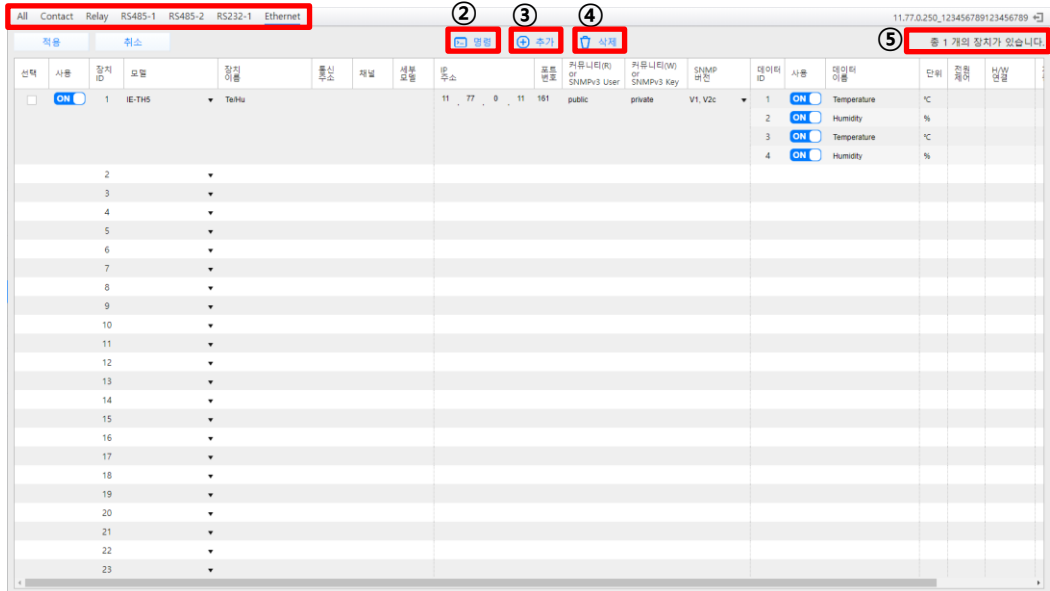 All Contact Relay RS485-1 RS485-2 RS232-1 Ethernet
11.77.0.250_123456789123456789
② ③ ④ ⑤
적용 취소 명령 추가 삭제 중 1 개의 장치가 있습니다.
선택 사용 장치 ID 모델 장치 이름 통신 주소 채널 세부 모델 IP 주소 포트 번호 커뮤니티(R) or SNMPv3 User 커뮤니티(W) or SNMPv3 Key SNMP 버전 데이터 ID 사용 데이터 이름 단위 전원 제어 H/W 연결
ON 1 IE-TH5 Te/Hu 11 . 77 . 0 . 11 161 public private V1, V2c 1 ON Temperature ℃
2 ON Humidity %
3 ON Temperature ℃
4 ON Humidity %
2
3
4
5
6
7
8
9
10
11
12
13
14
15
16
17
18
19
20
21
22
23